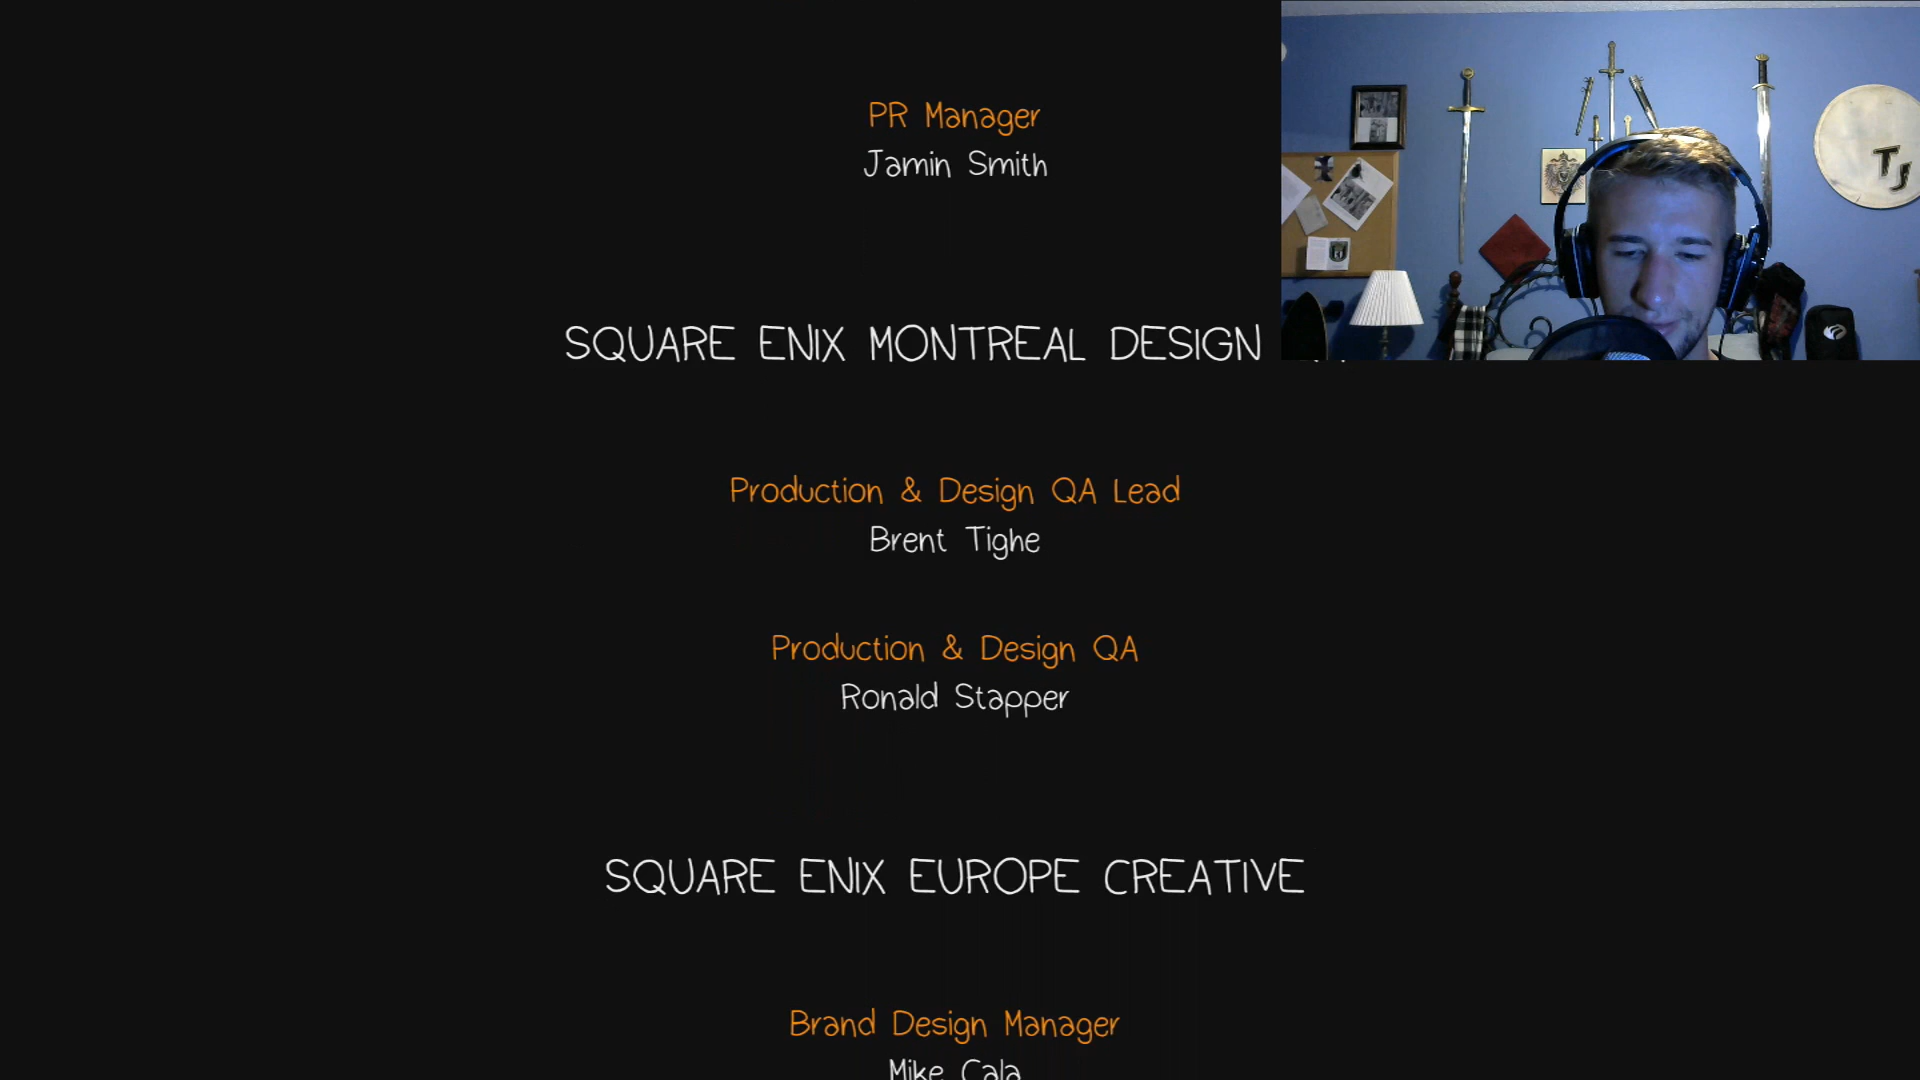 PR Manager
Jamin Smith
SQUARE ENIX MONTREAL DESIGN
Production & Design QA Lead
Brent Tighe
Production & Design QA
Ronald Stapper
SQUARE ENIX EUROPE CREATIVE
Brand Design Manager
Mike Cala
TJ